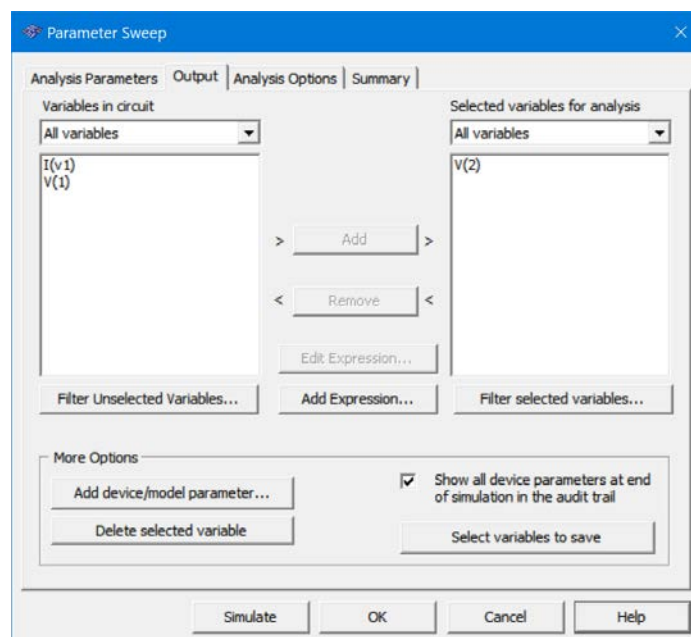 Parameter Sweep
Analysis Parameters Output Analysis Options Summary
Variables in circuit
All variables
I(v1)
V(1)
Filter Unselected Variables...
> Add >
< Remove <
Edit Expression...
Add Expression...
Selected variables for analysis
All variables
V(2)
Filter selected variables...
More Options
Add device/model parameter...
Delete selected variable
Show all device parameters at end
of simulation in the audit trail
Select variables to save
Simulate OK Cancel Help